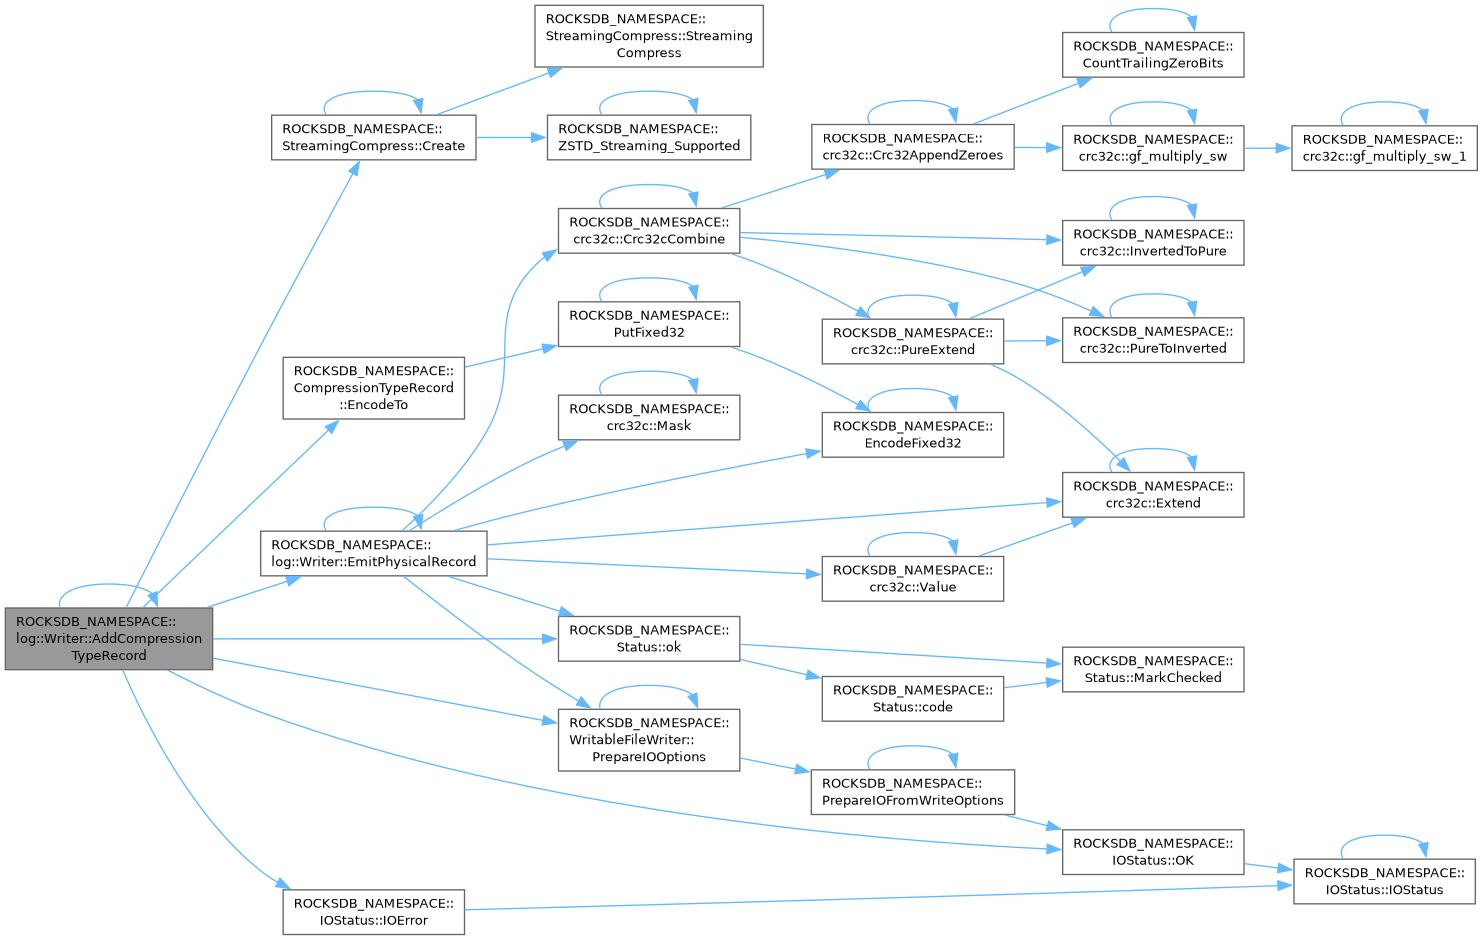 ROCKSDB_NAMESPACE::
log::Writer::AddCompression
TypeRecord
ROCKSDB_NAMESPACE::
StreamingCompress::Create
ROCKSDB_NAMESPACE::
StreamingCompress::Streaming
Compress
ROCKSDB_NAMESPACE::
ZSTD_Streaming_Supported
ROCKSDB_NAMESPACE::
CompressionTypeRecord
::EncodeTo
ROCKSDB_NAMESPACE::
PutFixed32
ROCKSDB_NAMESPACE::
EncodeFixed32
ROCKSDB_NAMESPACE::
log::Writer::EmitPhysicalRecord
ROCKSDB_NAMESPACE::
crc32c::Crc32cCombine
ROCKSDB_NAMESPACE::
crc32c::Crc32AppendZeroes
ROCKSDB_NAMESPACE::
CountTrailingZeroBits
ROCKSDB_NAMESPACE::
crc32c::gf_multiply_sw
ROCKSDB_NAMESPACE::
crc32c::gf_multiply_sw_1
ROCKSDB_NAMESPACE::
crc32c::InvertedToPure
ROCKSDB_NAMESPACE::
crc32c::PureToInverted
ROCKSDB_NAMESPACE::
crc32c::PureExtend
ROCKSDB_NAMESPACE::
crc32c::Extend
ROCKSDB_NAMESPACE::
crc32c::Mask
ROCKSDB_NAMESPACE::
crc32c::Value
ROCKSDB_NAMESPACE::
Status::ok
ROCKSDB_NAMESPACE::
Status::code
ROCKSDB_NAMESPACE::
Status::MarkChecked
ROCKSDB_NAMESPACE::
WritableFileWriter::
PrepareIOOptions
ROCKSDB_NAMESPACE::
PrepareIOFromWriteOptions
ROCKSDB_NAMESPACE::
IOStatus::OK
ROCKSDB_NAMESPACE::
IOStatus::IOStatus
ROCKSDB_NAMESPACE::
IOStatus::IOError